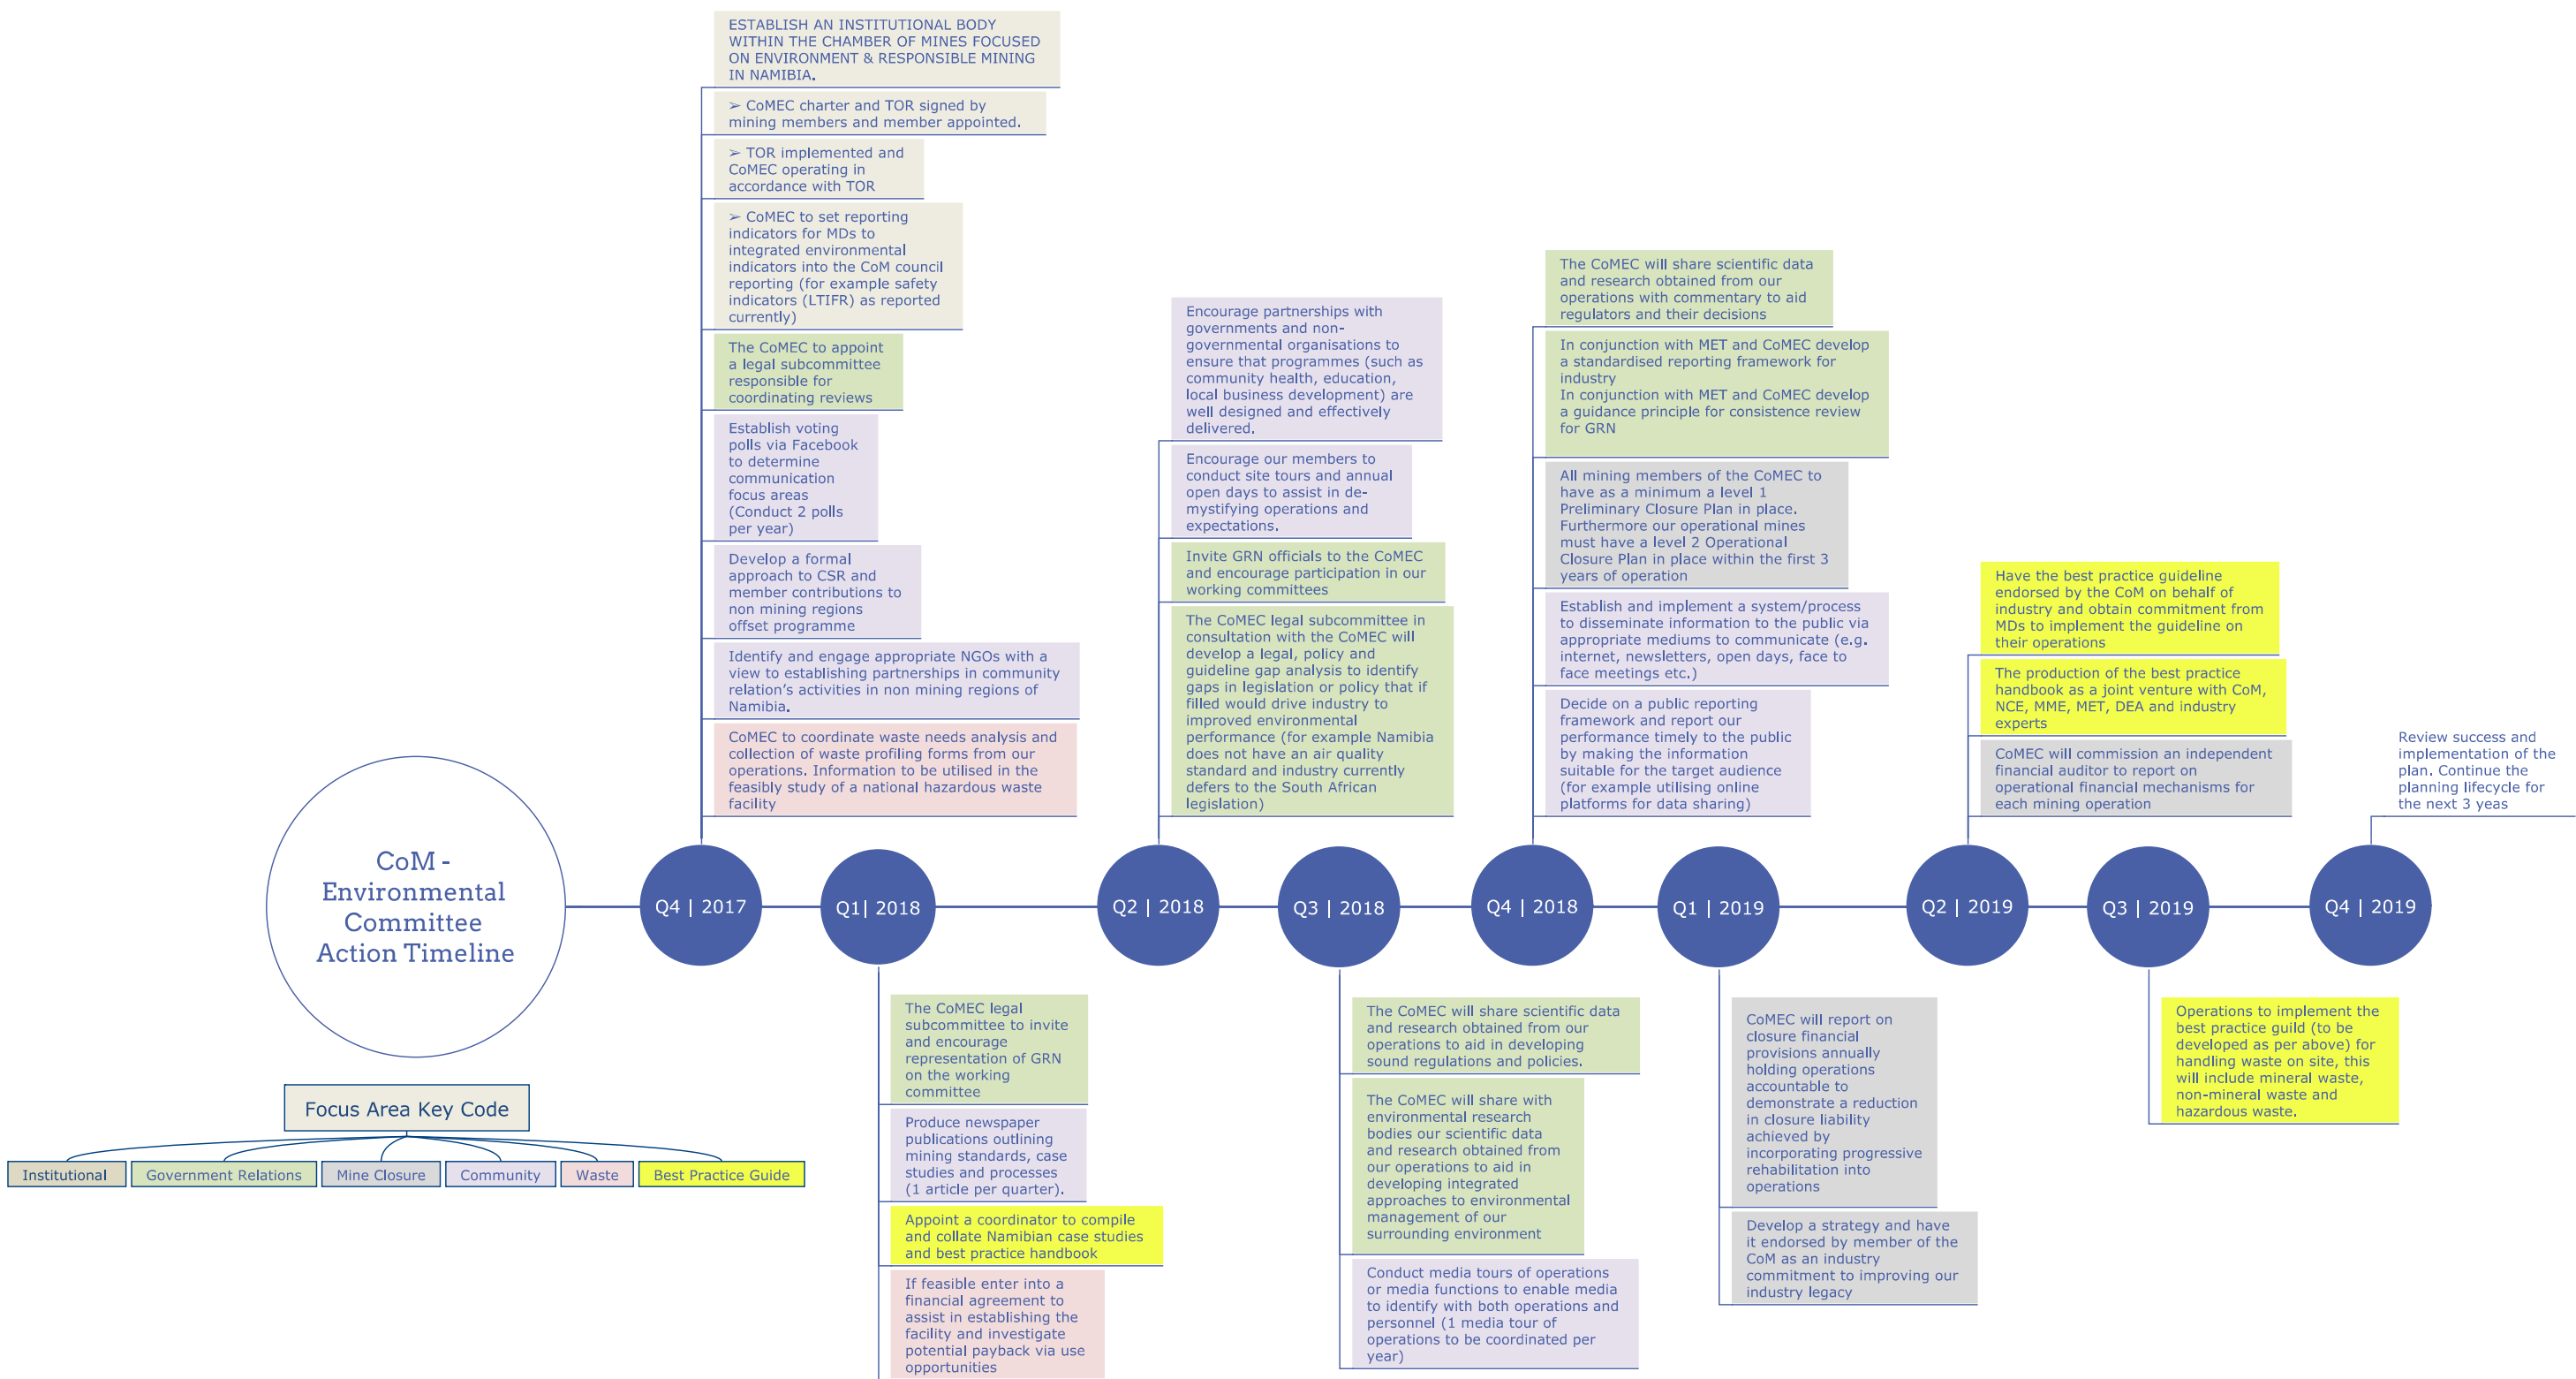 ESTABLISH AN INSTITUTIONAL BODY
WITHIN THE CHAMBER OF MINES FOCUSED
ON ENVIRONMENT & RESPONSIBLE MINING
IN NAMIBIA.
➢ CoMEC charter and TOR signed by
mining members and member appointed.
➢ TOR implemented and
CoMEC operating in
accordance with TOR
➢ CoMEC to set reporting
indicators for MDs to
integrated environmental
indicators into the CoM council
reporting (for example safety
indicators (LTIFR) as reported
currently)
The CoMEC to appoint
a legal subcommittee
responsible for
coordinating reviews
Establish voting
polls via Facebook
to determine
communication
focus areas
(Conduct 2 polls
per year)
Develop a formal
approach to CSR and
member contributions to
non mining regions
offset programme
Identify and engage appropriate NGOs with a
view to establishing partnerships in community
relation's activities in non mining regions of
Namibia.
CoMEC to coordinate waste needs analysis and
collection of waste profiling forms from our
operations. Information to be utilised in the
feasibly study of a national hazardous waste
facility
Encourage partnerships with
governments and non-
governmental organisations to
ensure that programmes (such as
community health, education,
local business development) are
well designed and effectively
delivered.
Encourage our members to
conduct site tours and annual
open days to assist in de-
mystifying operations and
expectations.
Invite GRN officials to the CoMEC
and encourage participation in our
working committees
The CoMEC legal subcommittee in
consultation with the CoMEC will
develop a legal, policy and
guideline gap analysis to identify
gaps in legislation or policy that if
filled would drive industry to
improved environmental
performance (for example Namibia
does not have an air quality
standard and industry currently
defers to the South African
legislation)
The CoMEC will share scientific data
and research obtained from our
operations with commentary to aid
regulators and their decisions
In conjunction with MET and CoMEC develop
a standardised reporting framework for
industry
In conjunction with MET and CoMEC develop
a guidance principle for consistence review
for GRN
All mining members of the CoMEC to
have as a minimum a level 1
Preliminary Closure Plan in place.
Furthermore our operational mines
must have a level 2 Operational
Closure Plan in place within the first 3
years of operation
Establish and implement a system/process
to disseminate information to the public via
appropriate mediums to communicate (e.g.
internet, newsletters, open days, face to
face meetings etc.)
Decide on a public reporting
framework and report our
performance timely to the public
by making the information
suitable for the target audience
(for example utilising online
platforms for data sharing)
Have the best practice guideline
endorsed by the CoM on behalf of
industry and obtain commitment from
MDs to implement the guideline on
their operations
The production of the best practice
handbook as a joint venture with CoM,
NCE, MME, MET, DEA and industry
experts
CoMEC will commission an independent
financial auditor to report on
operational financial mechanisms for
each mining operation
Review success and
implementation of the
plan. Continue the
planning lifecycle for
the next 3 yeas
CoM -
Environmental
Committee
Action Timeline
Q4 | 2017
Q1| 2018
Q2 | 2018
Q3 | 2018
Q4 | 2018
Q1 | 2019
Q2 | 2019
Q3 | 2019
Q4 | 2019
The CoMEC legal
subcommittee to invite
and encourage
representation of GRN
on the working
committee
Produce newspaper
publications outlining
mining standards, case
studies and processes
(1 article per quarter).
Appoint a coordinator to compile
and collate Namibian case studies
and best practice handbook
If feasible enter into a
financial agreement to
assist in establishing the
facility and investigate
potential payback via use
opportunities
The CoMEC will share scientific data
and research obtained from our
operations to aid in developing
sound regulations and policies.
The CoMEC will share with
environmental research
bodies our scientific data
and research obtained from
our operations to aid in
developing integrated
approaches to environmental
management of our
surrounding environment
Conduct media tours of operations
or media functions to enable media
to identify with both operations and
personnel (1 media tour of
operations to be coordinated per
year)
CoMEC will report on
closure financial
provisions annually
holding operations
accountable to
demonstrate a reduction
in closure liability
achieved by
incorporating progressive
rehabilitation into
operations
Develop a strategy and have
it endorsed by member of the
CoM as an industry
commitment to improving our
industry legacy
Operations to implement the
best practice guild (to be
developed as per above) for
handling waste on site, this
will include mineral waste,
non-mineral waste and
hazardous waste.
Focus Area Key Code
Institutional
Government Relations
Mine Closure
Community
Waste
Best Practice Guide